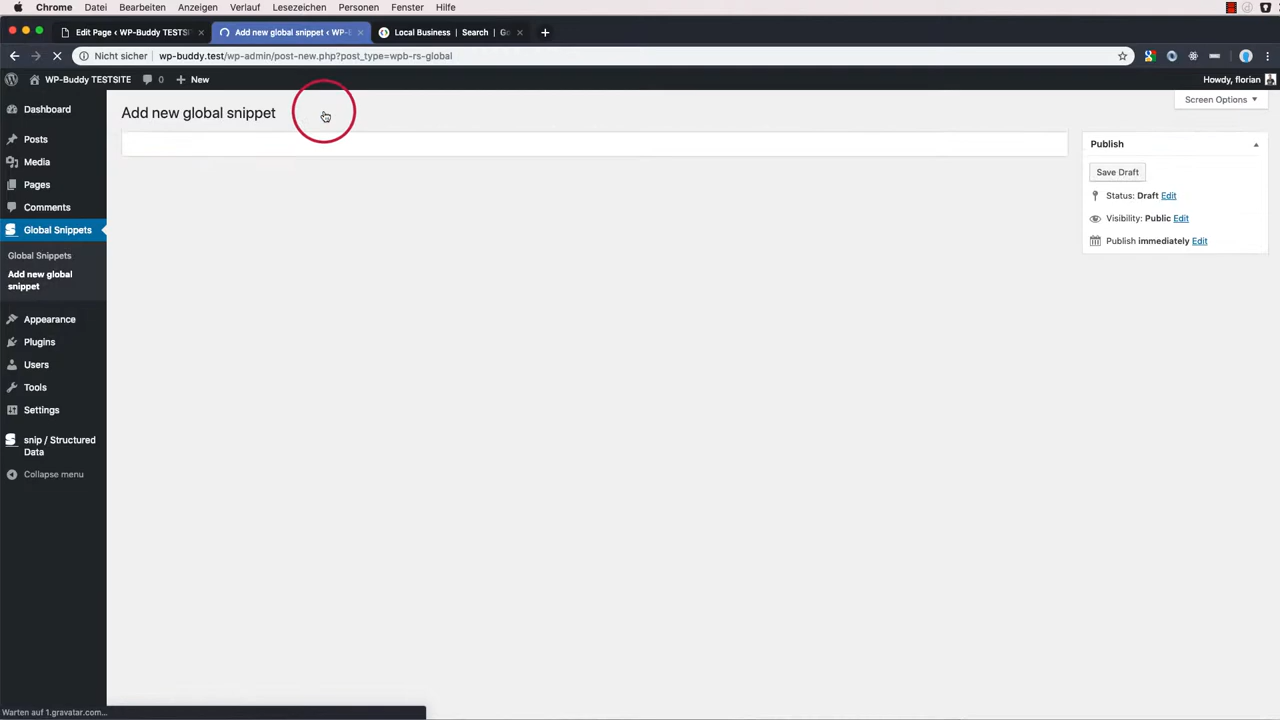 Chrome Datei Bearbeiten Anzeigen Verlauf Lesezeichen Personen Fenster Hilfe
Edit Page ‹ WP-Buddy TESTSI
Add new global snippet ‹ WP-B
Local Business | Search | Go
Nicht sicher wp-buddy.test/wp-admin/post-new.php?post_type=wpb-rs-global
WP-Buddy TESTSITE 0 New Howdy, florian
Screen Options
Add new global snippet
Dashboard
Posts
Media
Pages
Comments
Global Snippets
Global Snippets
Add new global
snippet
Appearance
Plugins
Users
Tools
Settings
snip / Structured
Data
Collapse menu
Publish
Save Draft
Status: Draft Edit
Visibility: Public Edit
Publish immediately Edit
Warten auf 1.gravatar.com...